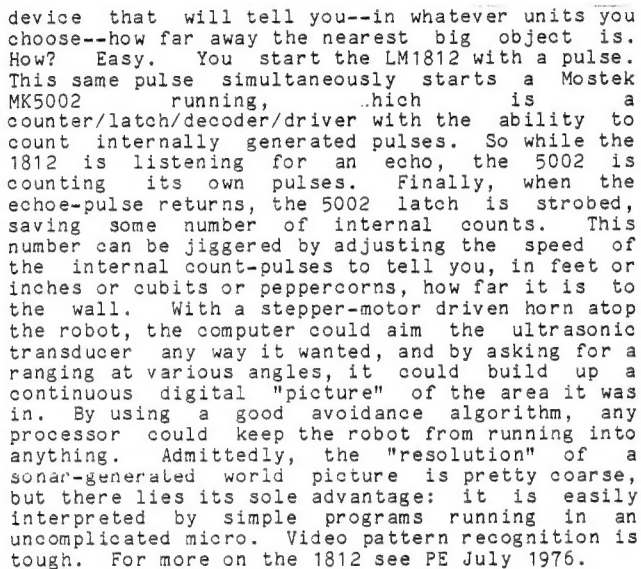 device that will tell you--in whatever units you
choose--how far away the nearest big object is.
How? Easy. You start the LM1812 with a pulse.
This same pulse simultaneously starts a Mostek
MK5002 running, ..hich is a
counter/latch/decoder/driver with the ability to
count internally generated pulses. So while the
1812 is listening for an echo, the 5002 is
counting its own pulses. Finally, when the
echoe-pulse returns, the 5002 latch is strobed,
saving some number of internal counts. This
number can be jiggered by adjusting the speed of
the internal count-pulses to tell you, in feet or
inches or cubits or peppercorns, how far it is to
the wall. With a stepper-motor driven horn atop
the robot, the computer could aim the ultrasonic
transducer any way it wanted, and by asking for a
ranging at various angles, it could build up a
continuous digital "picture" of the area it was
in. By using a good avoidance algorithm, any
processor could keep the robot from running into
anything. Admittedly, the "resolution" of a
sonar-generated world picture is pretty coarse,
but there lies its sole advantage: it is easily
interpreted by simple programs running in an
uncomplicated micro. Video pattern recognition is
tough. For more on the 1812 see PE July 1976.